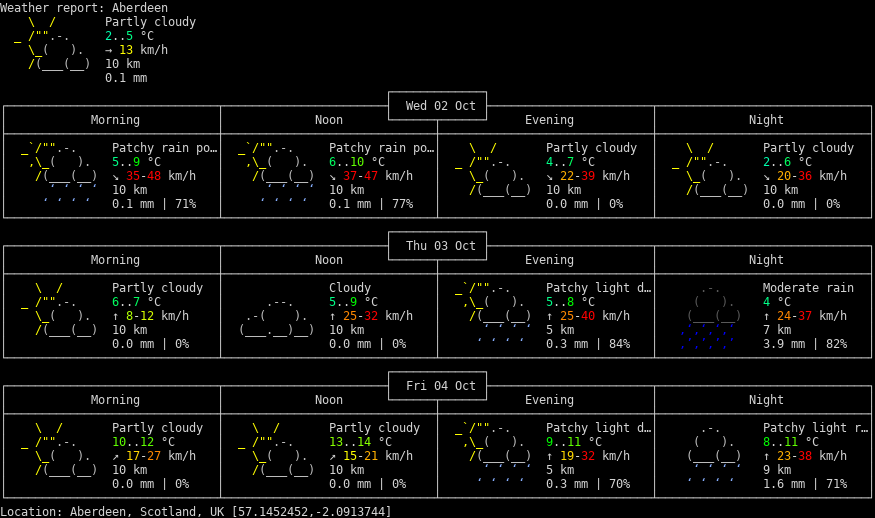 Weather report: Aberdeen
Partly cloudy
2..5 °C
→ 13 km/h
10 km
0.1 mm
Wed 02 Oct
Morning Noon Evening Night
Patchy rain po… Patchy rain po… Partly cloudy Partly cloudy
5..9 °C 6..10 °C 4..7 °C 2..6 °C
↘ 35-48 km/h ↘ 37-47 km/h ↘ 22-39 km/h ↘ 20-36 km/h
10 km 10 km 10 km 10 km
0.1 mm | 71% 0.1 mm | 77% 0.0 mm | 0% 0.0 mm | 0%
Thu 03 Oct
Morning Noon Evening Night
Partly cloudy Cloudy Patchy light d… Moderate rain
6..7 °C 5..9 °C 5..8 °C 4 °C
↑ 8-12 km/h ↑ 25-32 km/h ↑ 25-40 km/h ↑ 24-37 km/h
10 km 10 km 5 km 7 km
0.0 mm | 0% 0.0 mm | 0% 0.3 mm | 84% 3.9 mm | 82%
Fri 04 Oct
Morning Noon Evening Night
Partly cloudy Partly cloudy Patchy light d… Patchy light r…
10..12 °C 13..14 °C 9..11 °C 8..11 °C
↗ 17-27 km/h ↗ 15-21 km/h ↑ 19-32 km/h ↑ 23-38 km/h
10 km 10 km 5 km 9 km
0.0 mm | 0% 0.0 mm | 0% 0.3 mm | 70% 1.6 mm | 71%
Location: Aberdeen, Scotland, UK [57.1452452,-2.0913744]